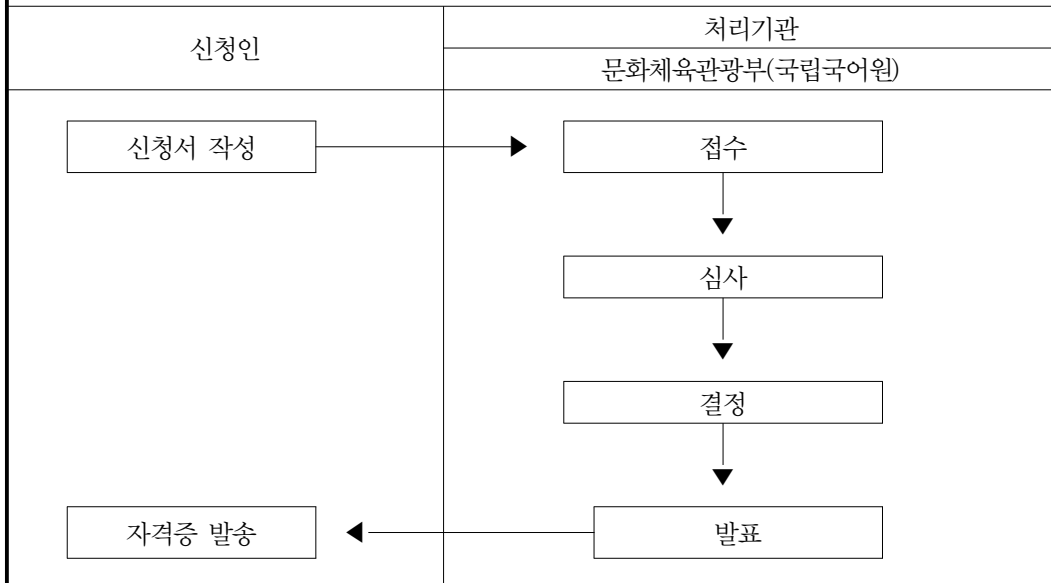 신청인
처리기관
문화체육관광부(국립국어원)
신청서 작성
접수
심사
결정
자격증 발송
발표